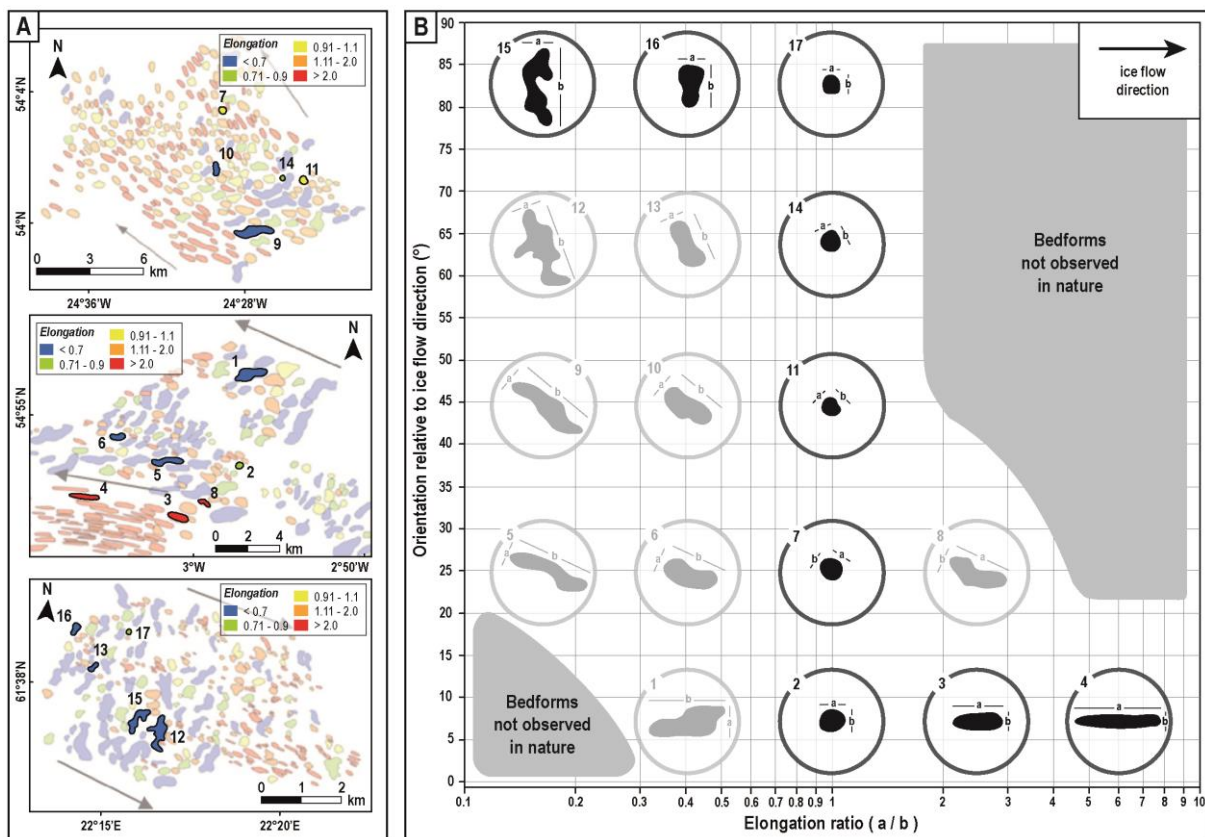 A
N
Elongation
< 0.7
0.71 - 0.9
0.91 - 1.1
1.11 - 2.0
> 2.0
54°4'N
54°N
7
10
14
11
9
0 3 6
km
24°36'W 24°28'W
Elongation
< 0.7
0.71 - 0.9
0.91 - 1.1
1.11 - 2.0
> 2.0
N
54°55'N
1
6
5
2
4
3
8
0 2 4
km
3°W 2°50'W
N
Elongation
< 0.7
0.71 - 0.9
0.91 - 1.1
1.11 - 2.0
> 2.0
61°38'N
16
17
13
15
12
0 1 2
km
22°15'E 22°20'E
B
Orientation relative to ice flow direction (°)
90
85
80
75
70
65
60
55
50
45
40
35
30
25
20
15
10
5
0
15 a b
16 a b
17 a b
ice flow
direction
12 a b
13 a b
14 a b
Bedforms
not observed
in nature
9 a b
10 a b
11 a b
5 a b
6 a b
7 b a
8 a b
Bedforms
not observed
in nature
1 b a
2 a b
3 a b
4 a b
0.1 0.2 0.3 0.4 0.5 0.6 0.7 0.8 0.9 1 2 3 4 5 6 7 8 9 10
Elongation ratio ( a / b )